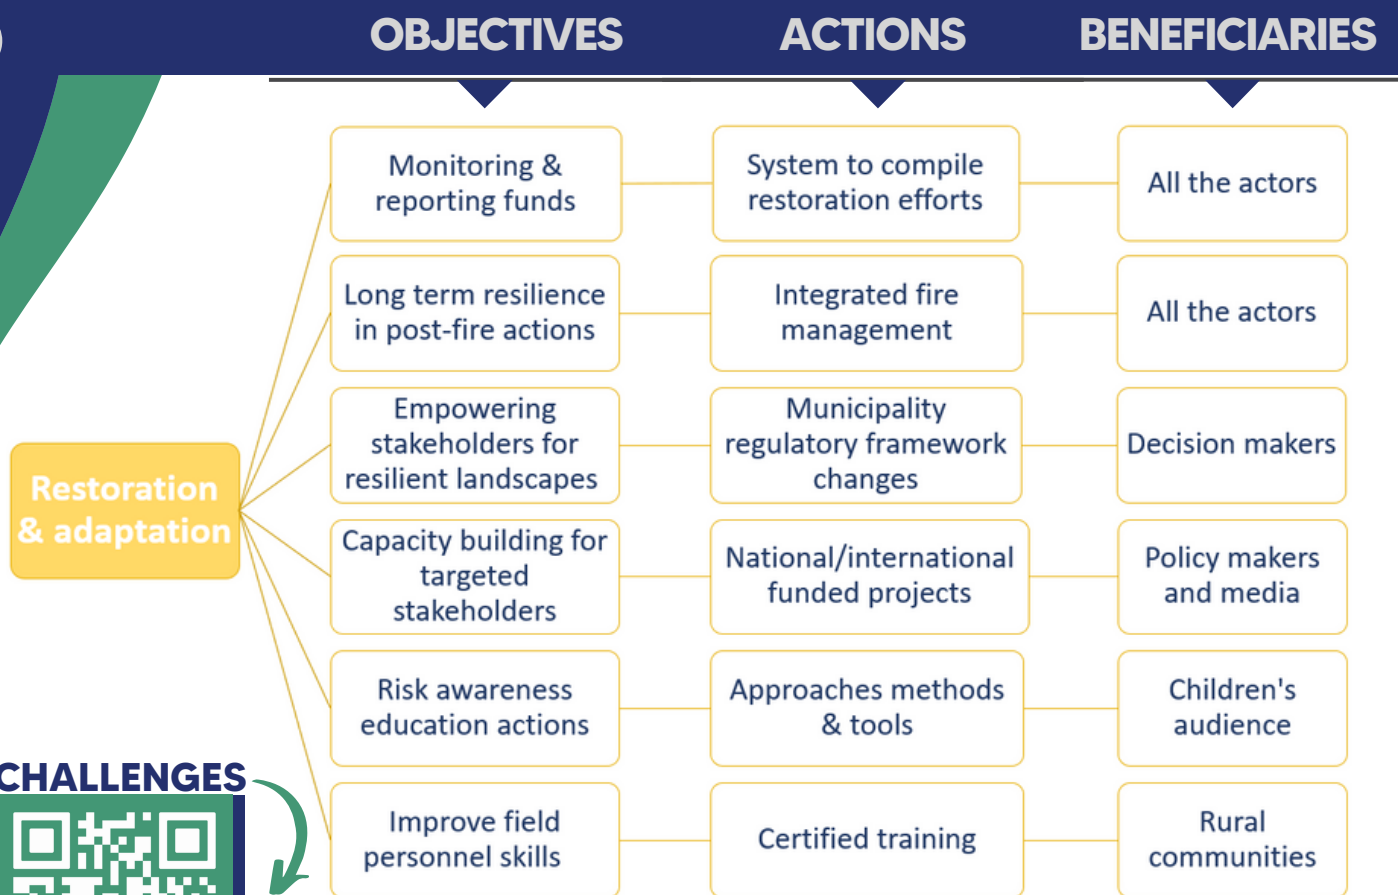 OBJECTIVES
ACTIONS
BENEFICIARIES
Monitoring &
reporting funds
System to compile
restoration efforts
All the actors
Long term resilience
in post-fire actions
Integrated fire
management
All the actors
Empowering
stakeholders for
resilient landscapes
Municipality
regulatory framework
changes
Decision makers
Restoration
& adaptation
Capacity building for
targeted
stakeholders
National/international
funded projects
Policy makers
and media
Risk awareness
education actions
Approaches methods
& tools
Children's
audience
CHALLENGES
Improve field
personnel skills
Certified training
Rural
communities